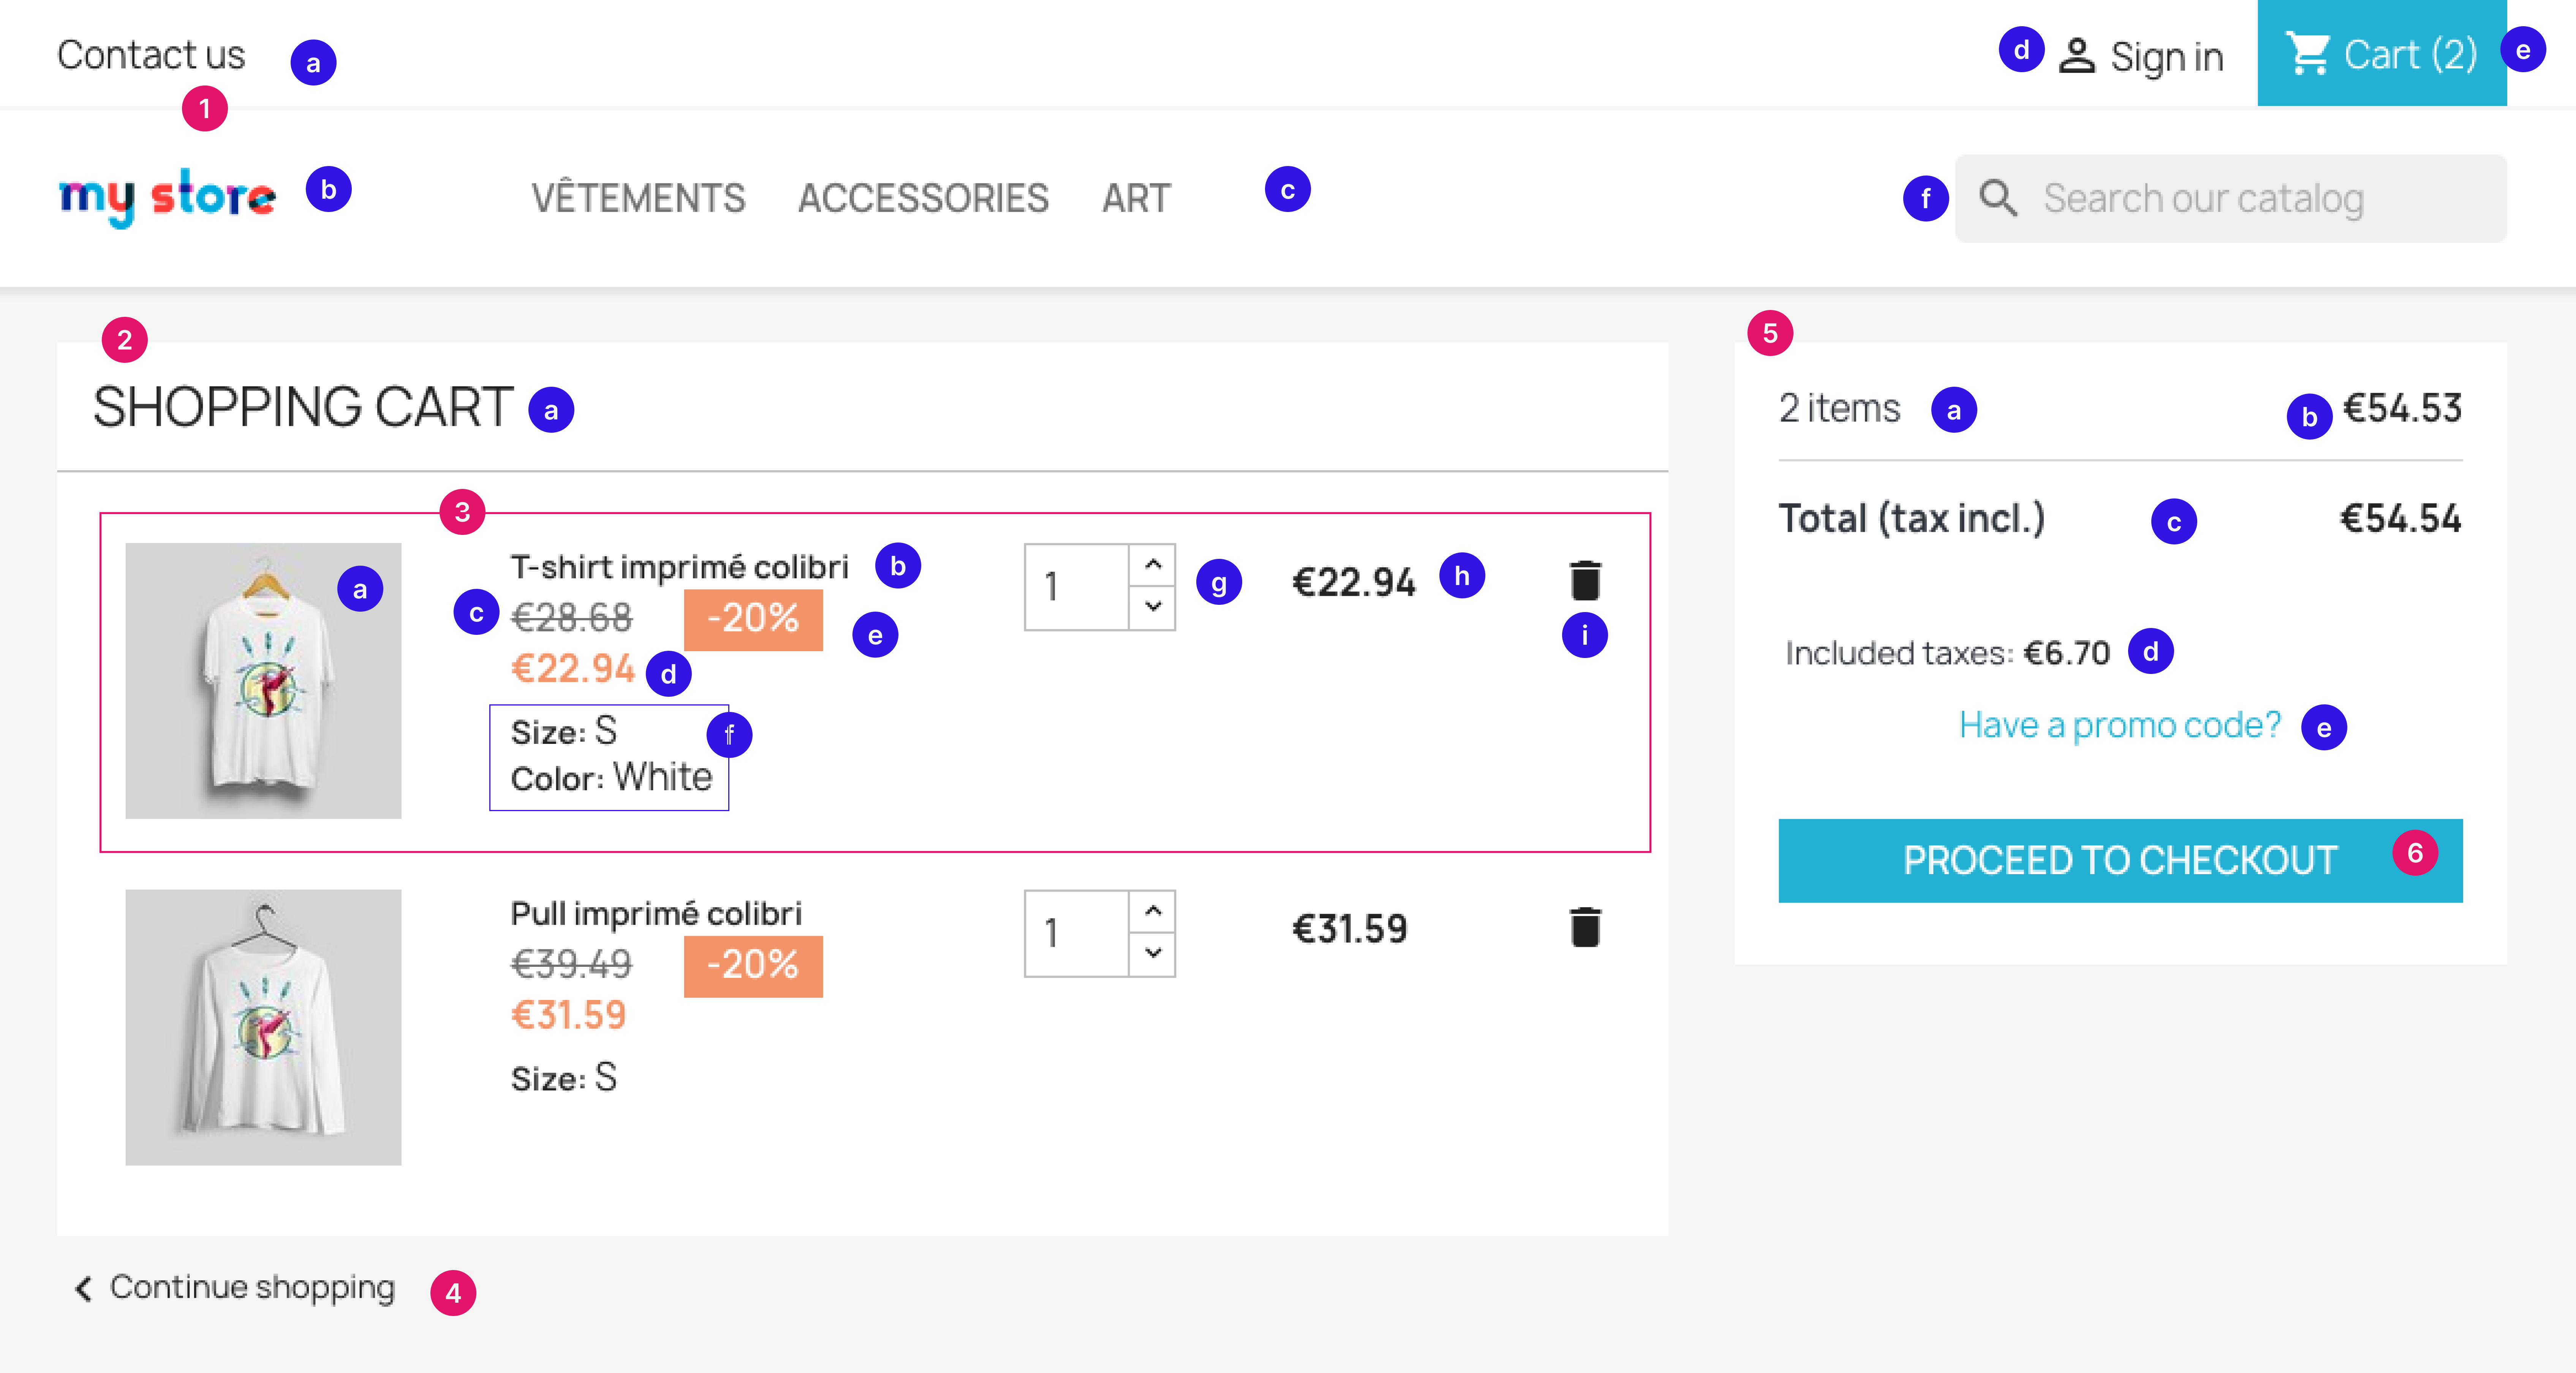 Contact us a
d Sign in
Cart (2) e
1
my store b
VÊTEMENTS ACCESSORIES ART c
f Search our catalog
2
SHOPPING CART a
3
a
T-shirt imprimé colibri b
c €28.68 -20% e
€22.94 d
Size: S f
Color: White
1 g
€22.94 h
i
Pull imprimé colibri
€39.49 -20%
€31.59
Size: S
1
€31.59
Continue shopping 4
5
2 items a b €54.53
Total (tax incl.) c €54.54
Included taxes: €6.70 d
Have a promo code? e
PROCEED TO CHECKOUT 6